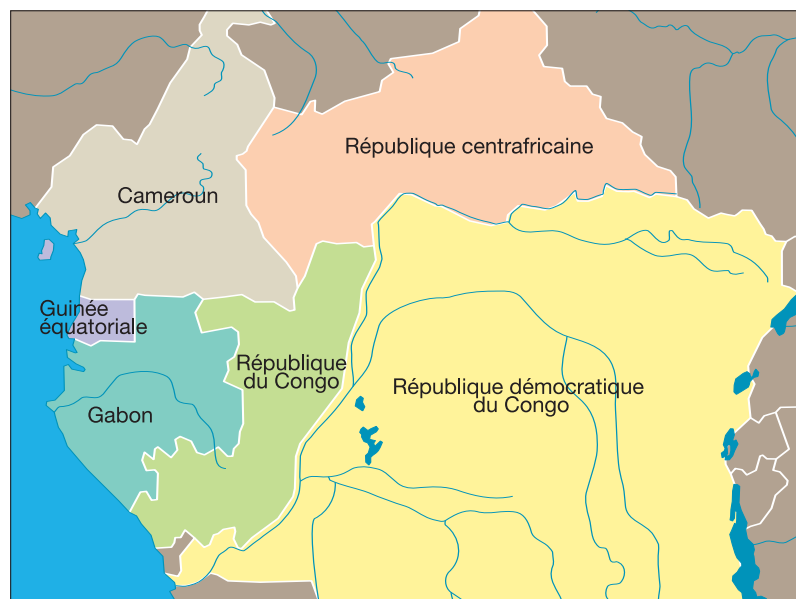 République centrafricaine
Cameroun
Guinée
équatoriale
République
du Congo
République démocratique
du Congo
Gabon